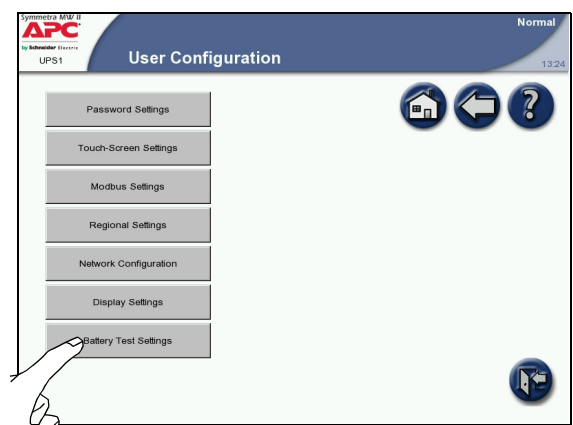 Symmetra MW II
APC
by Schneider Electric
UPS1
User Configuration
Normal
13:24
Password Settings
Touch-Screen Settings
Modbus Settings
Regional Settings
Network Configuration
Display Settings
Battery Test Settings
?